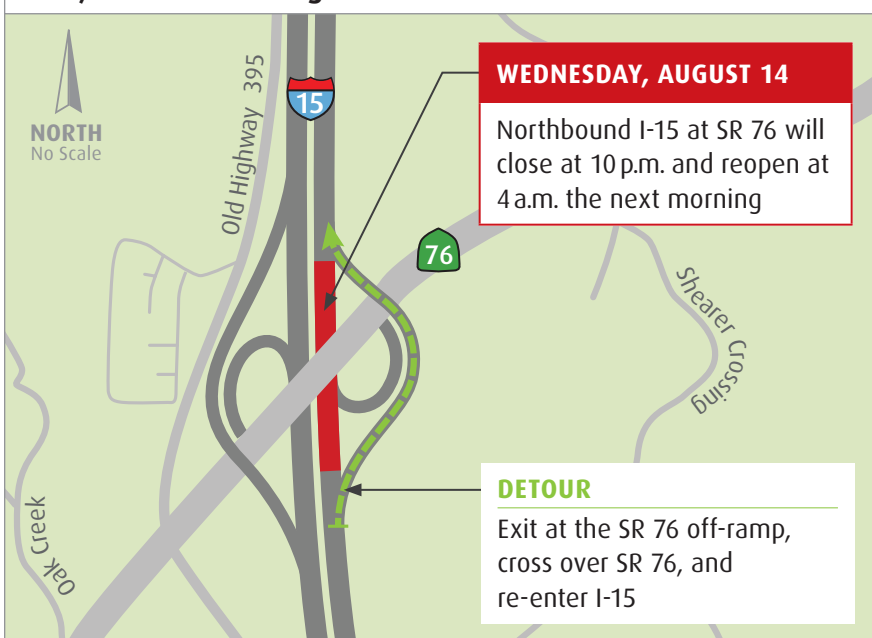 Old Highway 395
15
NORTH
No Scale
WEDNESDAY, AUGUST 14
Northbound I-15 at SR 76 will
close at 10 p.m. and reopen at
4 a.m. the next morning
76
Shearer Crossing
Oak Creek
DETOUR
Exit at the SR 76 off-ramp,
cross over SR 76, and
re-enter I-15